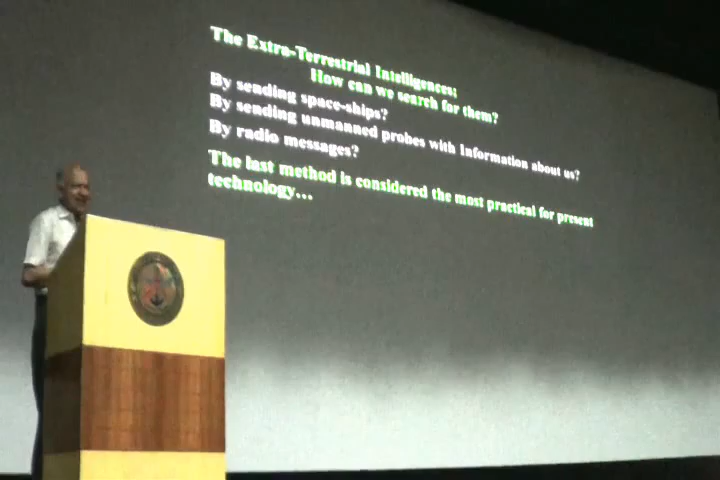 The Extra-Terrestrial Intelligences:
How can we search for them?
By sending space-ships?
By sending unmanned probes with Information about us?
By radio messages?
The last method is considered the most practical for present
technology...